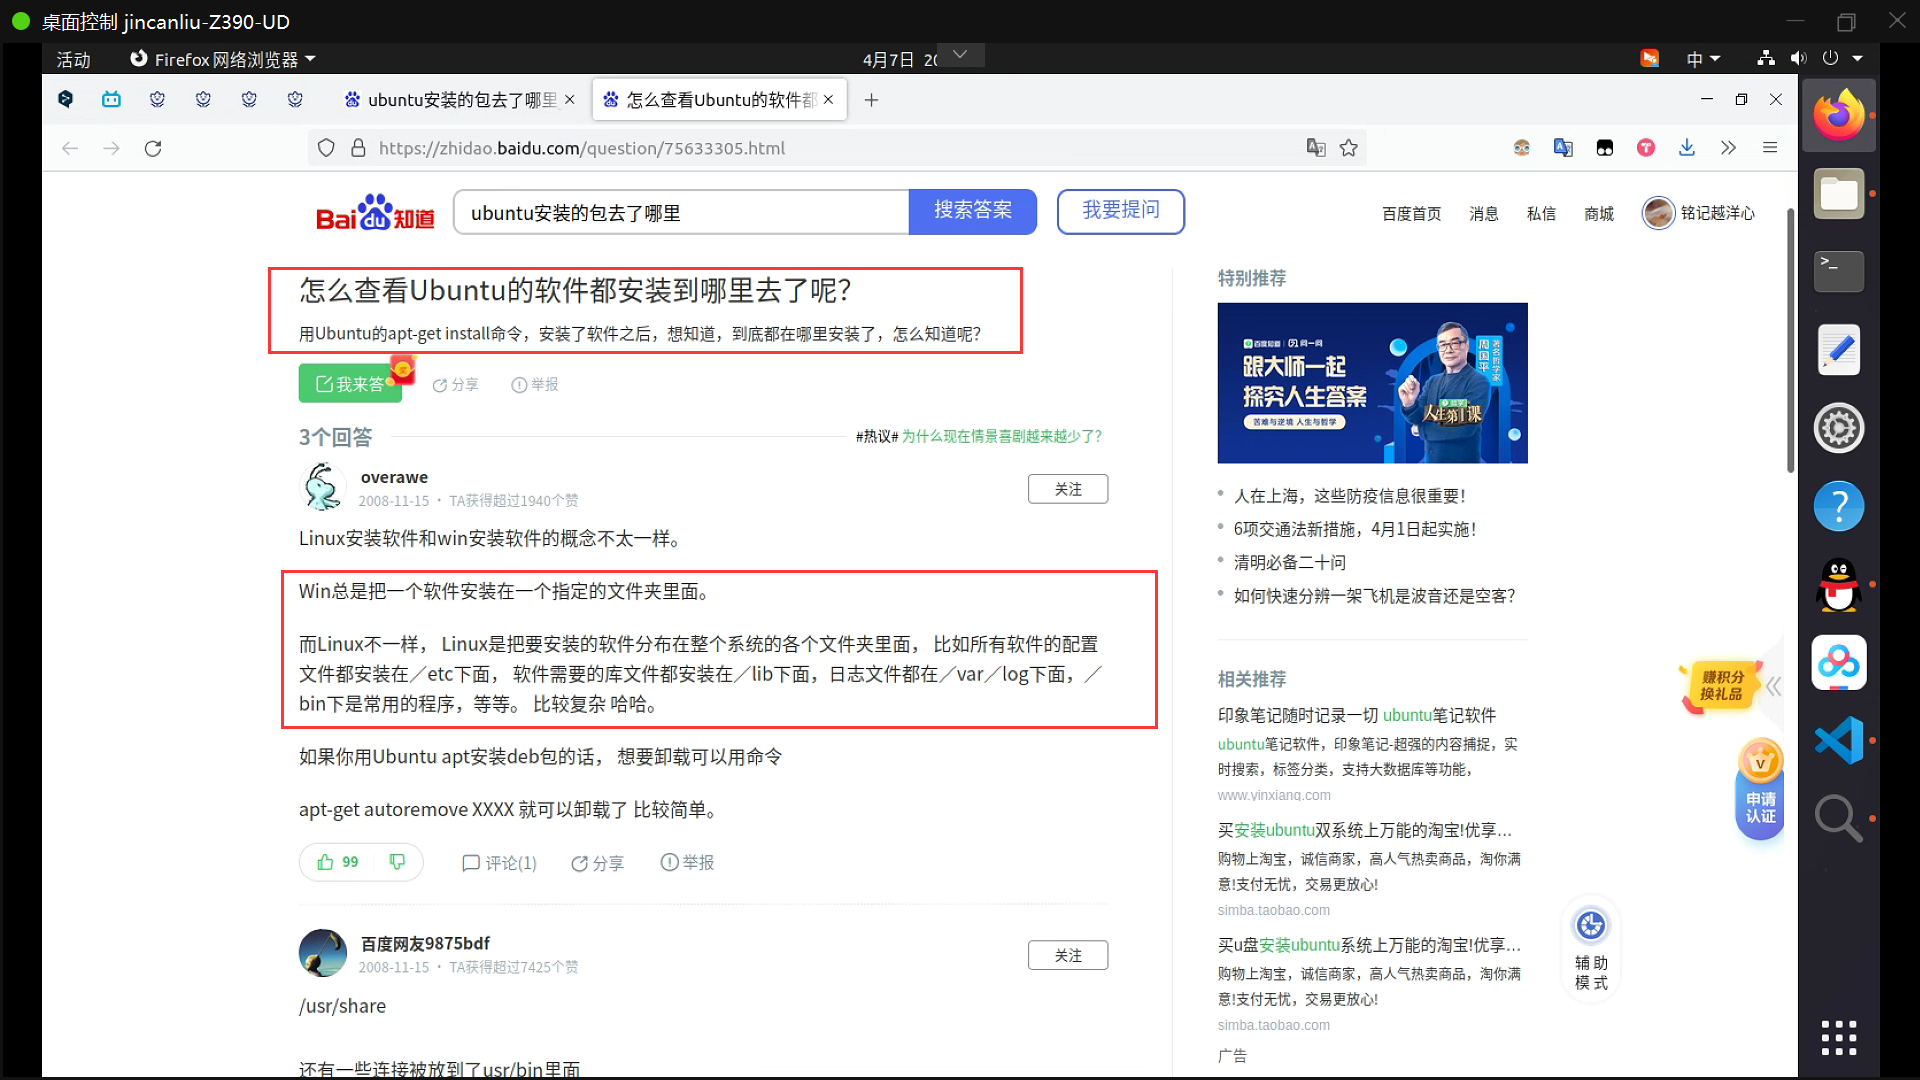 桌面控制 jincanliu-Z390-UD
活动
Firefox 网络浏览器
4月7日 20
中
ubuntu安装的包去了哪里
怎么查看Ubuntu的软件都
https://zhidao.baidu.com/question/75633305.html
Baidu知道
ubuntu安装的包去了哪里
搜索答案
我要提问
百度首页
消息
私信
商城
铭记越洋心
怎么查看Ubuntu的软件都安装到哪里去了呢？
用Ubuntu的apt-get install命令，安装了软件之后，想知道，到底都在哪里安装了，怎么知道呢？
我来答
分享
举报
3个回答
#热议# 为什么现在情景喜剧越来越少了？
overawe
2008-11-15 · TA获得超过1940个赞
关注
Linux安装软件和win安装软件的概念不太一样。
Win总是把一个软件安装在一个指定的文件夹里面。
而Linux不一样， Linux是把要安装的软件分布在整个系统的各个文件夹里面， 比如所有软件的配置
文件都安装在／etc下面， 软件需要的库文件都安装在／lib下面，日志文件都在／var／log下面，／
bin下是常用的程序，等等。 比较复杂 哈哈。
如果你用Ubuntu apt安装deb包的话， 想要卸载可以用命令
apt-get autoremove XXXX 就可以卸载了 比较简单。
99
评论(1)
分享
举报
百度网友9875bdf
2008-11-15 · TA获得超过7425个赞
关注
/usr/share
还有一些连接被放到了usr/bin里面
特别推荐
百度知道 问一问
跟大师一起
探究人生答案
苦难与逆境 人生与哲学
著名哲学家
周国平
人生第1课
人在上海，这些防疫信息很重要！
6项交通法新措施，4月1日起实施！
清明必备二十问
如何快速分辨一架飞机是波音还是空客？
相关推荐
印象笔记随时记录一切 ubuntu笔记软件
ubuntu笔记软件，印象笔记-超强的内容捕捉，实
时搜索，标签分类，支持大数据库等功能，
www.yinxiang.com
买安装ubuntu双系统上万能的淘宝!优享...
购物上淘宝，诚信商家，高人气热卖商品，淘你满
意!支付无忧，交易更放心!
simba.taobao.com
买u盘安装ubuntu系统上万能的淘宝!优享...
购物上淘宝，诚信商家，高人气热卖商品，淘你满
意!支付无忧，交易更放心!
simba.taobao.com
广告
赚积分
换礼品
申请
认证
辅助
模式